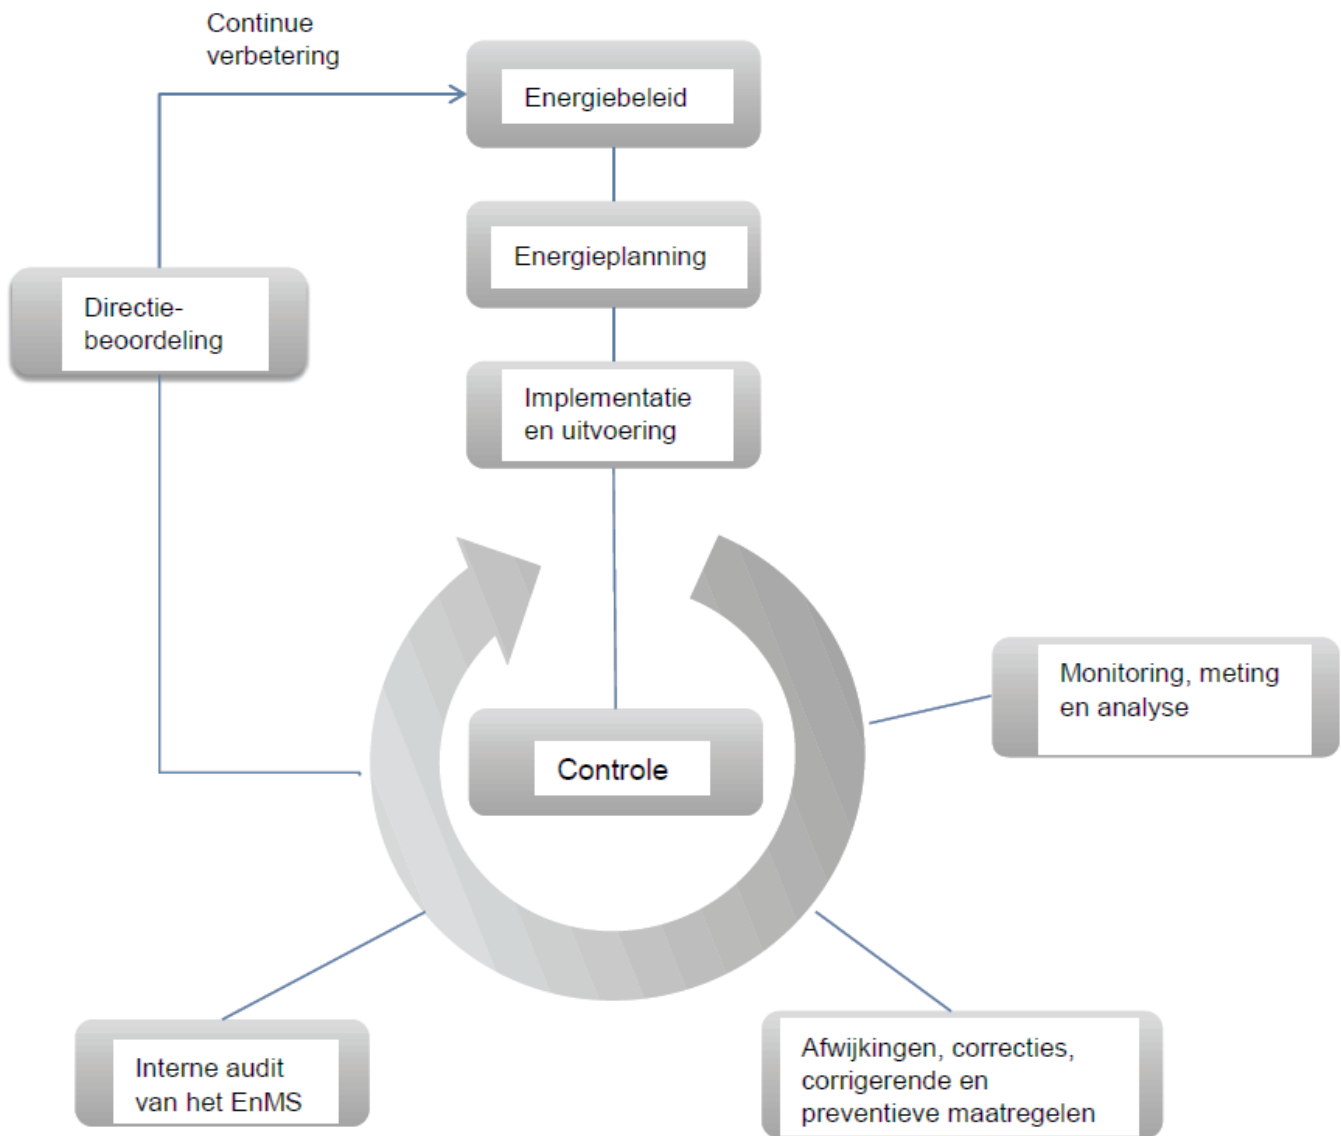 Continue
verbetering
Energiebeleid
Energieplanning
Directie-
beoordeling
Implementatie
en uitvoering
Monitoring, meting
en analyse
Controle
Interne audit
van het EnMS
Afwijkingen, correcties,
corrigerende en
preventieve maatregelen